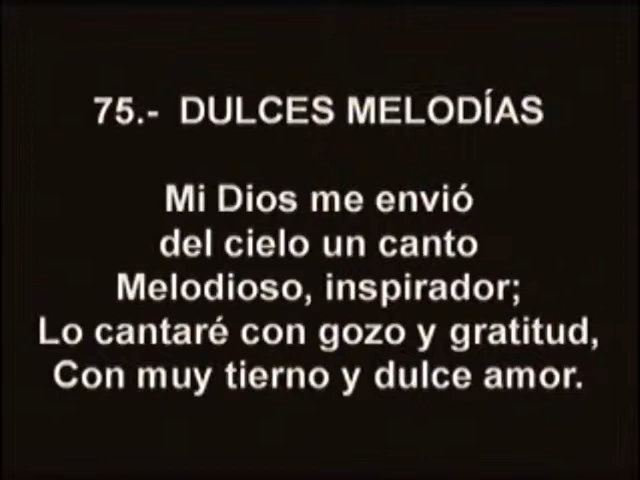 75.- DULCES MELODÍAS
Mi Dios me envió
del cielo un canto
Melodioso, inspirador;
Lo cantaré con gozo y gratitud,
Con muy tierno y dulce amor.